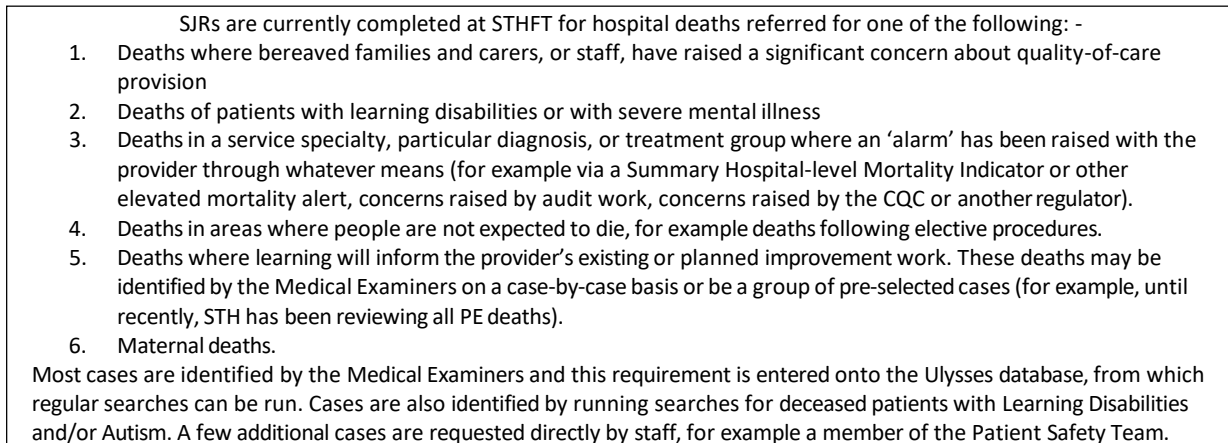 SJRs are currently completed at STHFT for hospital deaths referred for one of the following: -
1. Deaths where bereaved families and carers, or staff, have raised a significant concern about quality-of-care
provision
2. Deaths of patients with learning disabilities or with severe mental illness
3. Deaths in a service specialty, particular diagnosis, or treatment group where an ‘alarm’ has been raised with the
provider through whatever means (for example via a Summary Hospital-level Mortality Indicator or other
elevated mortality alert, concerns raised by audit work, concerns raised by the CQC or another regulator).
4. Deaths in areas where people are not expected to die, for example deaths following elective procedures.
5. Deaths where learning will inform the provider’s existing or planned improvement work. These deaths may be
identified by the Medical Examiners on a case-by-case basis or be a group of pre-selected cases (for example, until
recently, STH has been reviewing all PE deaths).
6. Maternal deaths.
Most cases are identified by the Medical Examiners and this requirement is entered onto the Ulysses database, from which
regular searches can be run. Cases are also identified by running searches for deceased patients with Learning Disabilities
and/or Autism. A few additional cases are requested directly by staff, for example a member of the Patient Safety Team.